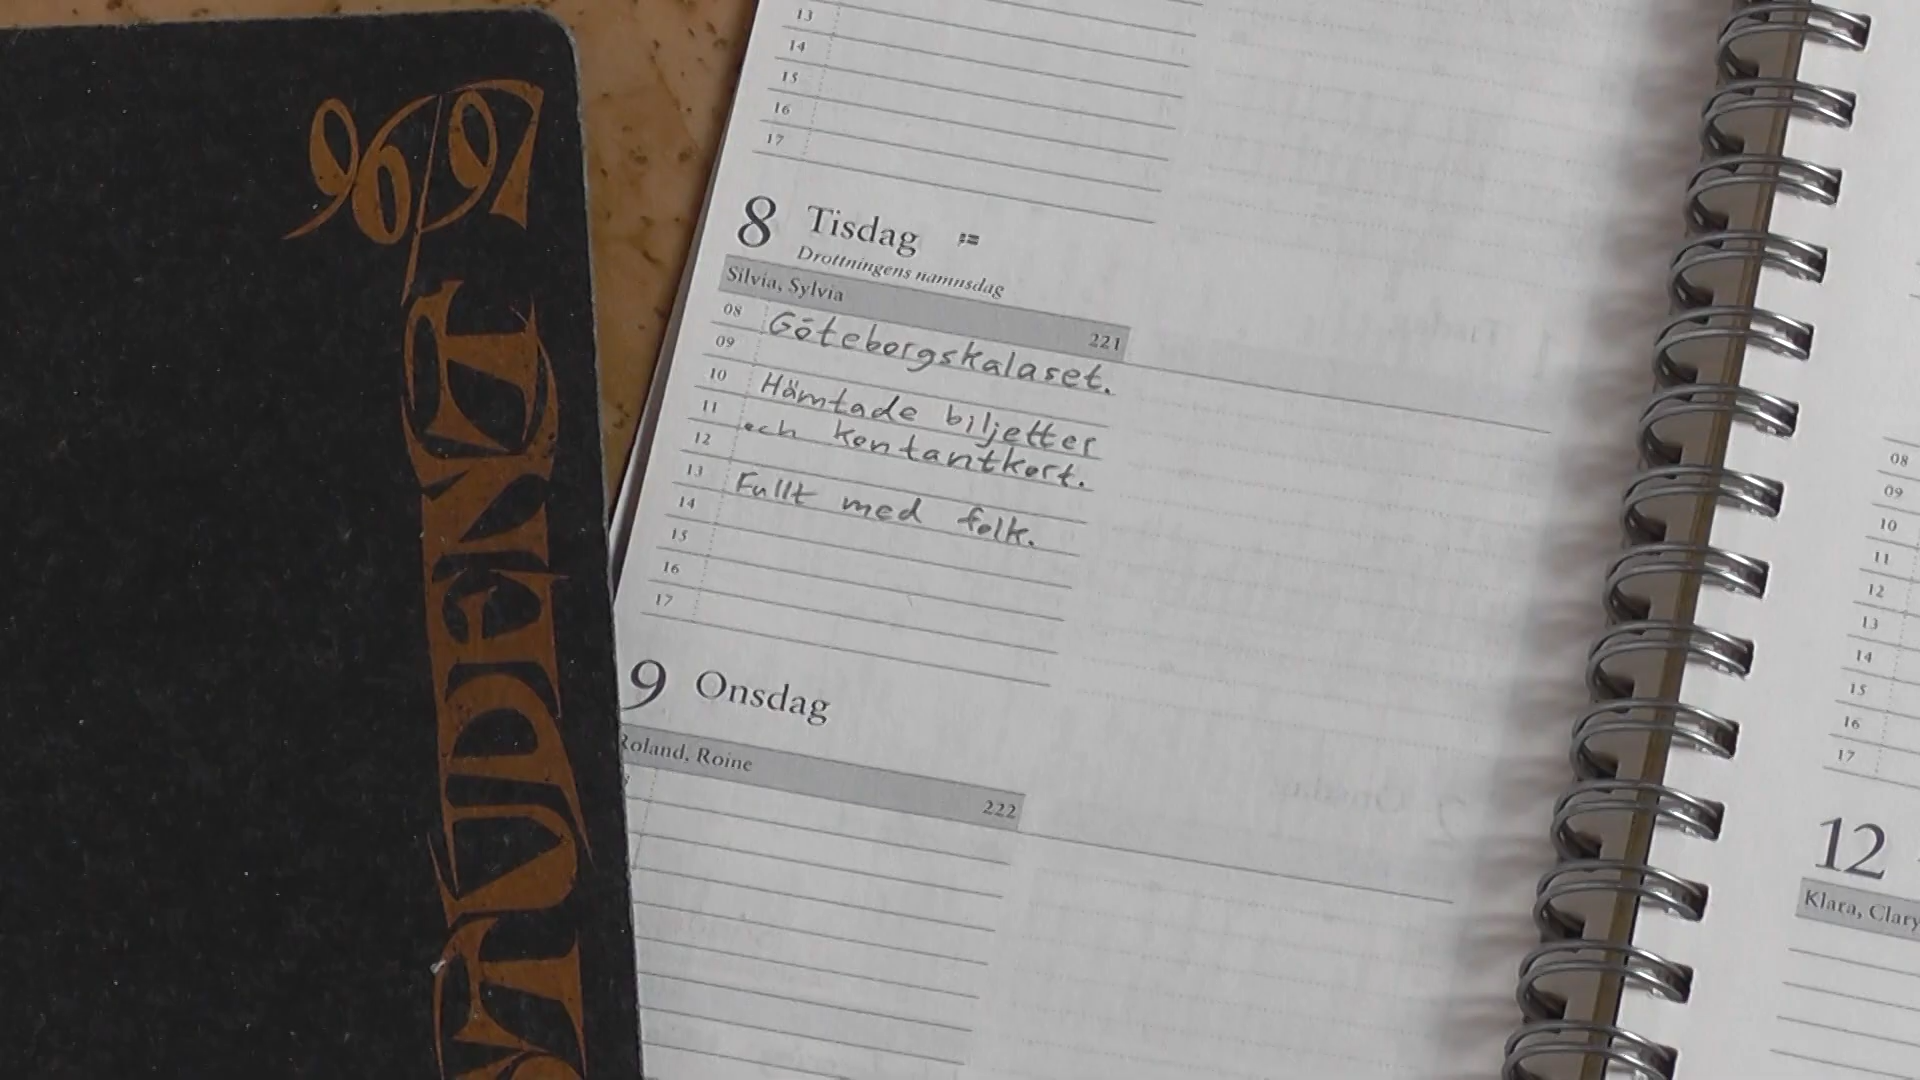 96/97
STUDENT
13
14
15
16
17
8 Tisdag
Drottningens namnsdag
Silvia, Sylvia 221
08 Göteborgskalaset.
09
10 Hämtade biljetter
11 och kontantkort.
12
13 Fullt med folk.
14
15
16
17
9 Onsdag
Roland, Roine 222
08
09
10
11
12
13
14
15
16
17
12
Klara, Clary